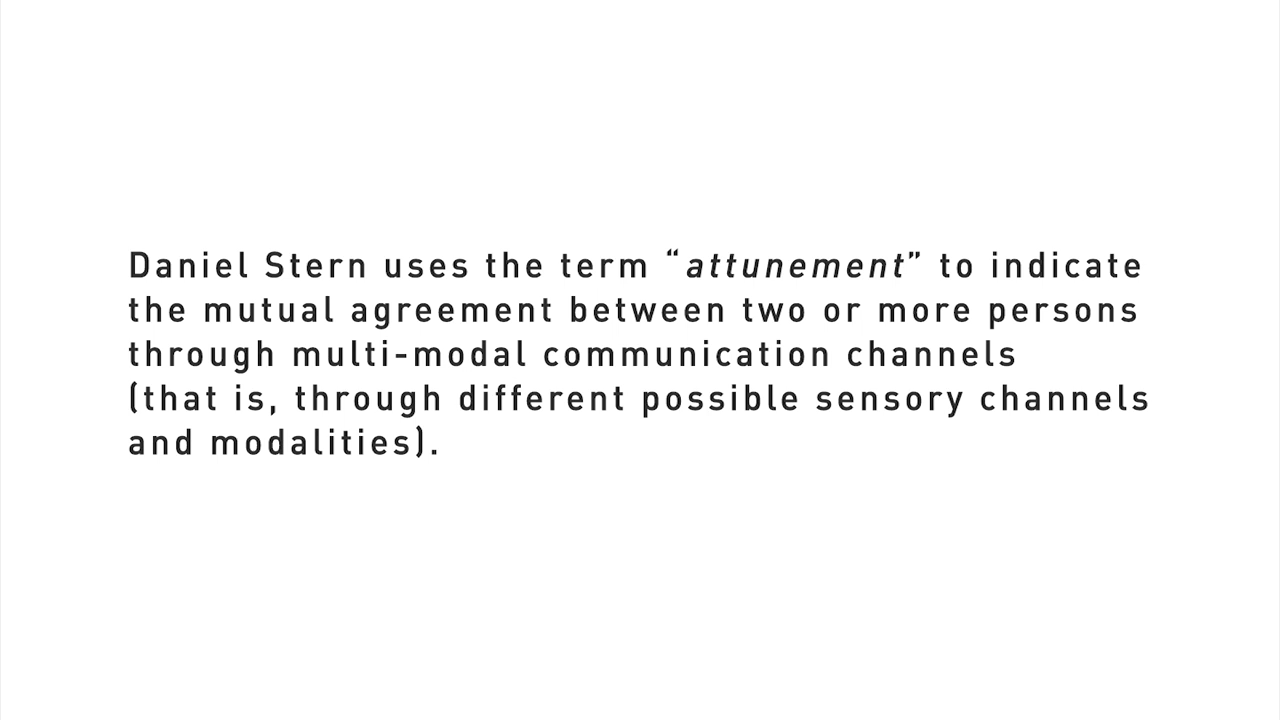 Daniel Stern uses the term “attunement” to indicate
the mutual agreement between two or more persons
through multi-modal communication channels
(that is, through different possible sensory channels
and modalities).